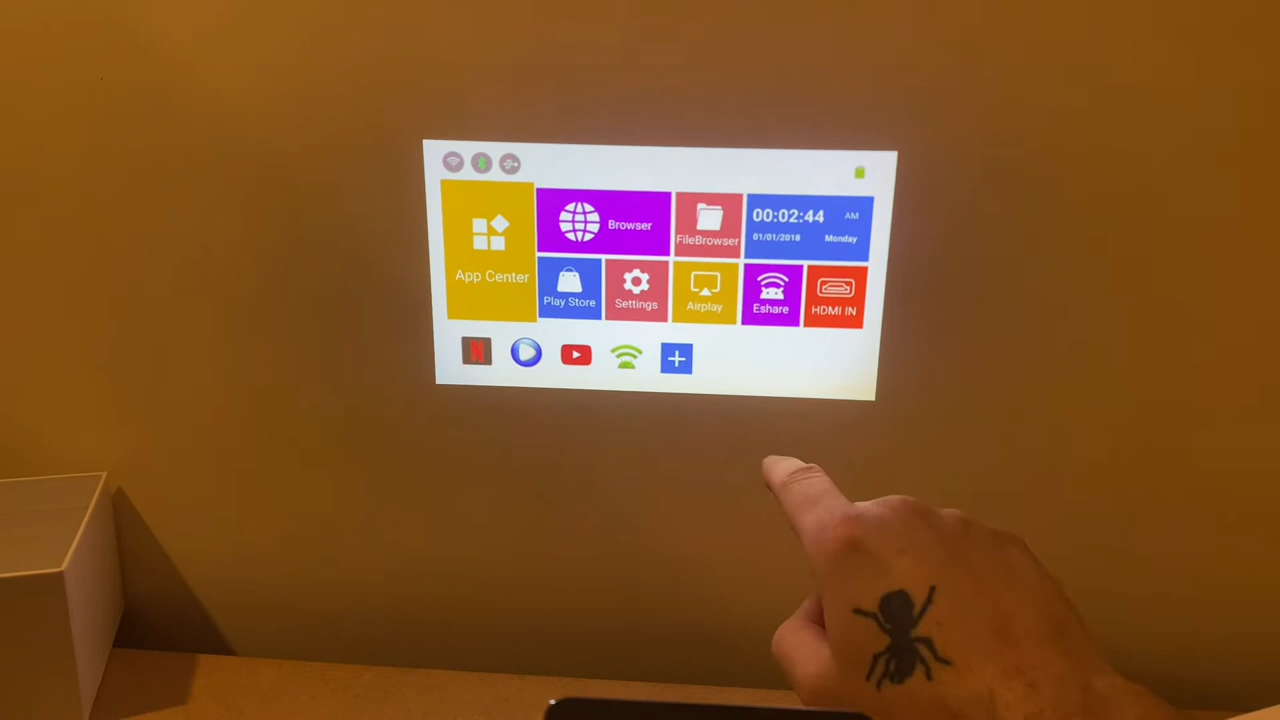 App Center
Browser
FileBrowser
00:02:44 AM
01/01/2018 Monday
Play Store
Settings
Airplay
Eshare
HDMI IN
N